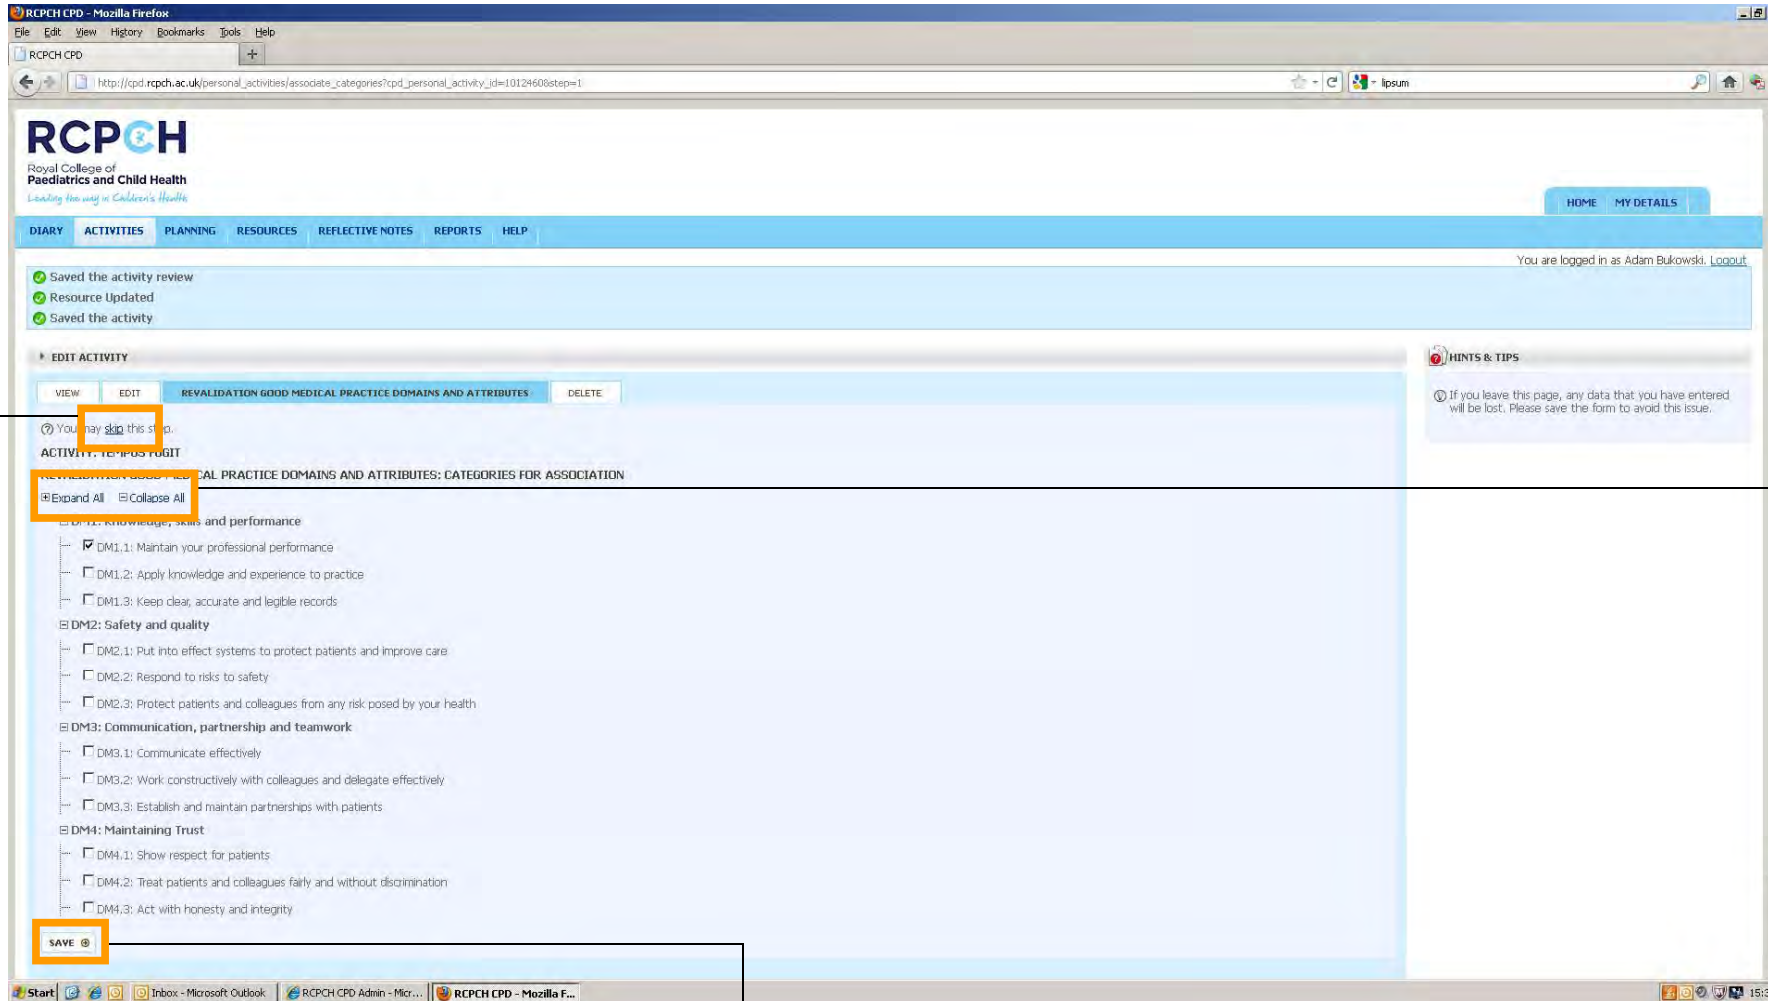 RCPCH CPD - Mozilla Firefox
File Edit View History Bookmarks Tools Help
RCPCH CPD
http://cpd.rcpch.ac.uk/personal_activities/associate_categories?cpd_personal_activity_id=1012460&step=1
lipsum
RCPCH
Royal College of
Paediatrics and Child Health
Leading the way in Children's Health
HOME MY DETAILS
DIARY ACTIVITIES PLANNING RESOURCES REFLECTIVE NOTES REPORTS HELP
You are logged in as Adam Bukowski. Logout
Saved the activity review
Resource Updated
Saved the activity
EDIT ACTIVITY
HINTS & TIPS
VIEW EDIT REVALIDATION GOOD MEDICAL PRACTICE DOMAINS AND ATTRIBUTES DELETE
If you leave this page, any data that you have entered
will be lost. Please save the form to avoid this issue.
You may skip this step.
ACTIVITY: TEMPUS FUGIT
REVALIDATION GOOD MEDICAL PRACTICE DOMAINS AND ATTRIBUTES: CATEGORIES FOR ASSOCIATION
Expand All Collapse All
DM1: Knowledge, skills and performance
DM1.1: Maintain your professional performance
DM1.2: Apply knowledge and experience to practice
DM1.3: Keep clear, accurate and legible records
DM2: Safety and quality
DM2.1: Put into effect systems to protect patients and improve care
DM2.2: Respond to risks to safety
DM2.3: Protect patients and colleagues from any risk posed by your health
DM3: Communication, partnership and teamwork
DM3.1: Communicate effectively
DM3.2: Work constructively with colleagues and delegate effectively
DM3.3: Establish and maintain partnerships with patients
DM4: Maintaining Trust
DM4.1: Show respect for patients
DM4.2: Treat patients and colleagues fairly and without discrimination
DM4.3: Act with honesty and integrity
SAVE
Start Inbox - Microsoft Outlook RCPCH CPD Admin - Micr... RCPCH CPD - Mozilla F...